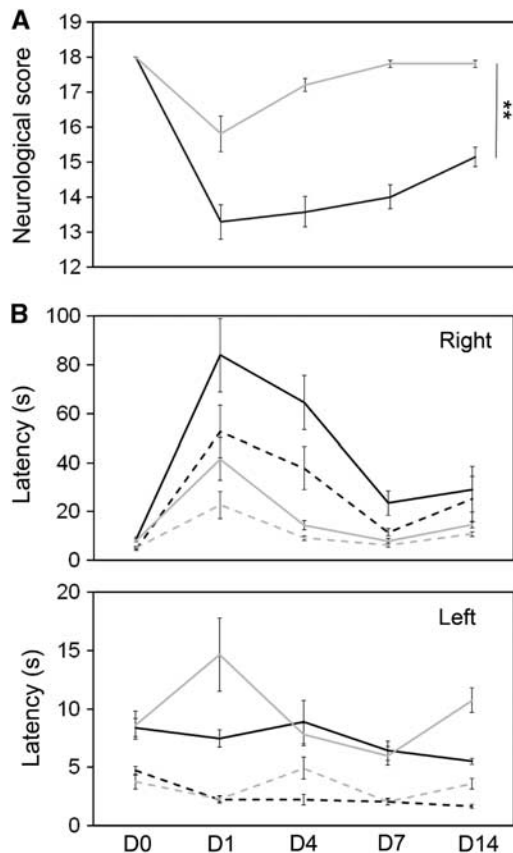 A
Neurological score
19
18
17
16
15
14
13
12
**
B
Right
Latency (s)
100
80
60
40
20
0
Left
Latency (s)
20
15
10
5
0
D0 D1 D4 D7 D14